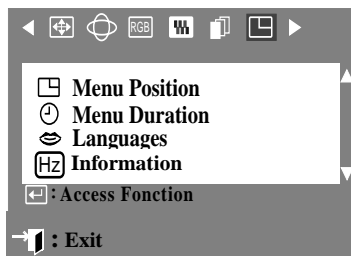 RGB
Menu Position
Menu Duration
Languages
Hz Information
: Access Fonction
: Exit